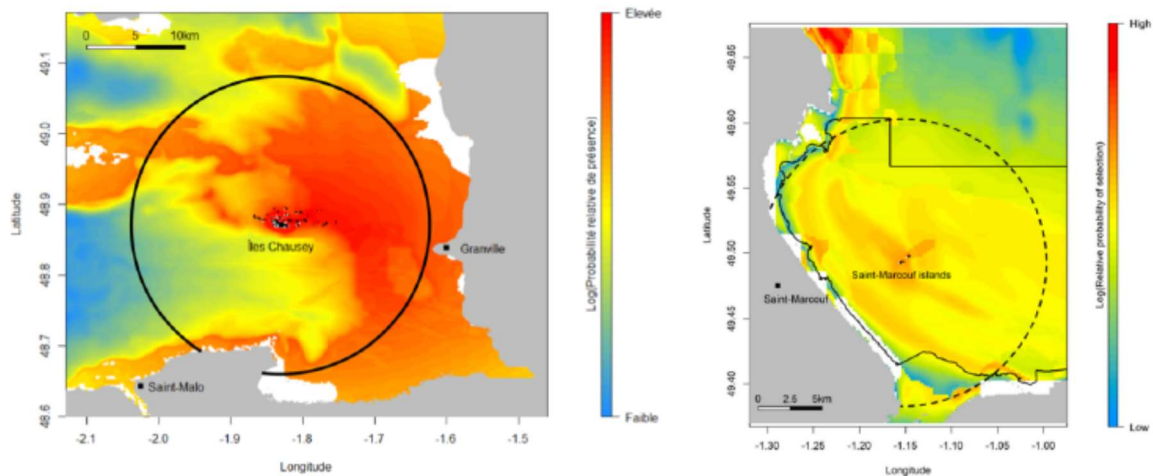 0 5 10km
49.1
49.0
48.9
48.8
48.7
48.6
Latitude
Îles Chausey
Granville
Saint-Malo
-2.1 -2.0 -1.9 -1.8 -1.7 -1.6 -1.5
Longitude
Elevée
Log(Probabilité relative de présence)
Faible
49.65
49.60
49.55
49.50
49.45
49.40
Latitude
Saint-Marcouf islands
Saint-Marcouf
0 2.5 5km
-1.30 -1.25 -1.20 -1.15 -1.10 -1.05 -1.00
Longitude
High
Log(Relative probability of selection)
Low